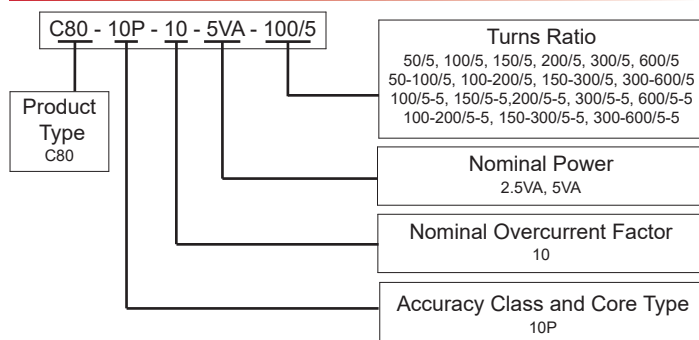 C80 - 10P - 10 - 5VA - 100/5
Product
Type
C80
Turns Ratio
50/5, 100/5, 150/5, 200/5, 300/5, 600/5
50-100/5, 100-200/5, 150-300/5, 300-600/5
100/5-5, 150/5-5,200/5-5, 300/5-5, 600/5-5
100-200/5-5, 150-300/5-5, 300-600/5-5
Nominal Power
2.5VA, 5VA
Nominal Overcurrent Factor
10
Accuracy Class and Core Type
10P